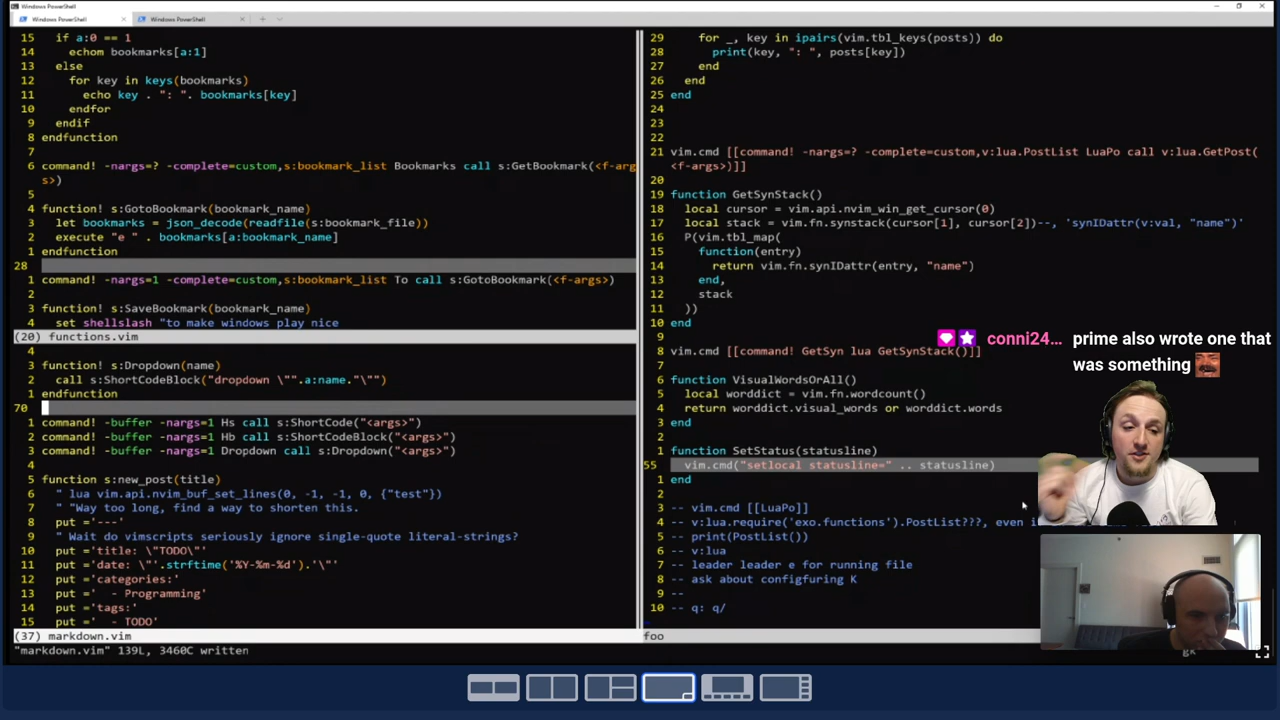 Windows PowerShell
Windows PowerShell
Windows PowerShell
15 if a:0 == 1
14 echom bookmarks[a:1]
13 else
12 for key in keys(bookmarks)
11 echo key . ": ". bookmarks[key]
10 endfor
9 endif
8 endfunction
7
6 command! -nargs=? -complete=custom,s:bookmark_list Bookmarks call s:GetBookmark(<f-arg
s>)
5
4 function! s:GotoBookmark(bookmark_name)
3 let bookmarks = json_decode(readfile(s:bookmark_file))
2 execute "e " . bookmarks[a:bookmark_name]
1 endfunction
28
1 command! -nargs=1 -complete=custom,s:bookmark_list To call s:GotoBookmark(<f-args>)
2
3 function! s:SaveBookmark(bookmark_name)
4 set shellslash "to make windows play nice
(20) functions.vim
4
3 function! s:Dropdown(name)
2 call s:ShortCodeBlock("dropdown \"".a:name."\"")
1 endfunction
70
1 command! -buffer -nargs=1 Hs call s:ShortCode("<args>")
2 command! -buffer -nargs=1 Hb call s:ShortCodeBlock("<args>")
3 command! -buffer -nargs=1 Dropdown call s:Dropdown("<args>")
4
5 function s:new_post(title)
6 " lua vim.api.nvim_buf_set_lines(0, -1, -1, 0, {"test"})
7 "Way too long, find a way to shorten this.
8 put ='---'
9 " Wait do vimscripts seriously ignore single-quote literal-strings?
10 put ='title: \"TODO\"'
11 put ='date: \"'.strftime('%Y-%m-%d').'\"'
12 put ='categories:'
13 put =' - Programming'
14 put ='tags:'
15 put =' - TODO'
(37) markdown.vim
"markdown.vim" 139L, 3460C written
29 for _, key in ipairs(vim.tbl_keys(posts)) do
28 print(key, ": ", posts[key])
27 end
26 end
25 end
24
23
22
21 vim.cmd [[command! -nargs=? -complete=custom,v:lua.PostList LuaPo call v:lua.GetPost(
<f-args>)]]
20
19 function GetSynStack()
18 local cursor = vim.api.nvim_win_get_cursor(0)
17 local stack = vim.fn.synstack(cursor[1], cursor[2])--, 'synIDattr(v:val, "name")'
16 P(vim.tbl_map(
15 function(entry)
14 return vim.fn.synIDattr(entry, "name")
13 end,
12 stack
11 ))
10 end
9
8 vim.cmd [[command! GetSyn lua GetSynStack()]]
7
6 function VisualWordsOrAll()
5 local worddict = vim.fn.wordcount()
4 return worddict.visual_words or worddict.words
3 end
2
1 function SetStatus(statusline)
55 vim.cmd("setlocal statusline=" .. statusline)
1 end
2
3 -- vim.cmd [[LuaPo]]
4 -- v:lua.require('exo.functions').PostList???, even i
5 -- print(PostList())
6 -- v:lua
7 -- leader leader e for running file
8 -- ask about configfuring K
9 --
10 -- q: q/
foo
gk
conni24... prime also wrote one that
was something